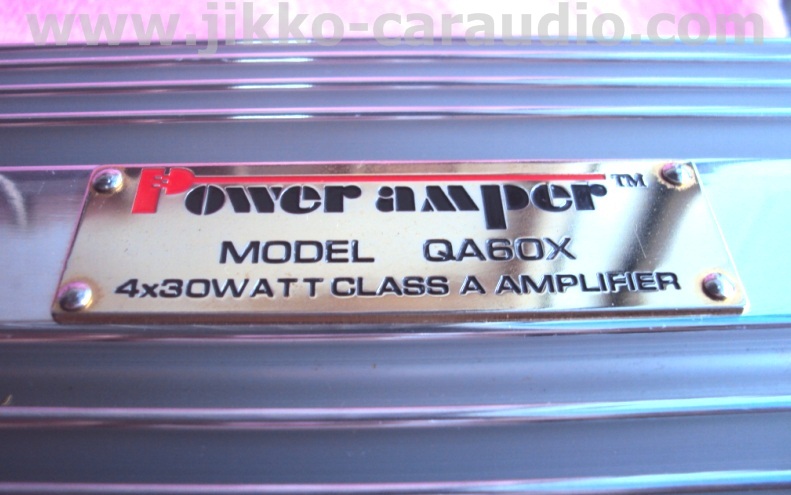 www.jikko-caraudio.com
Power amper™
MODEL QA60X
4x30WATT CLASS A AMPLIFIER